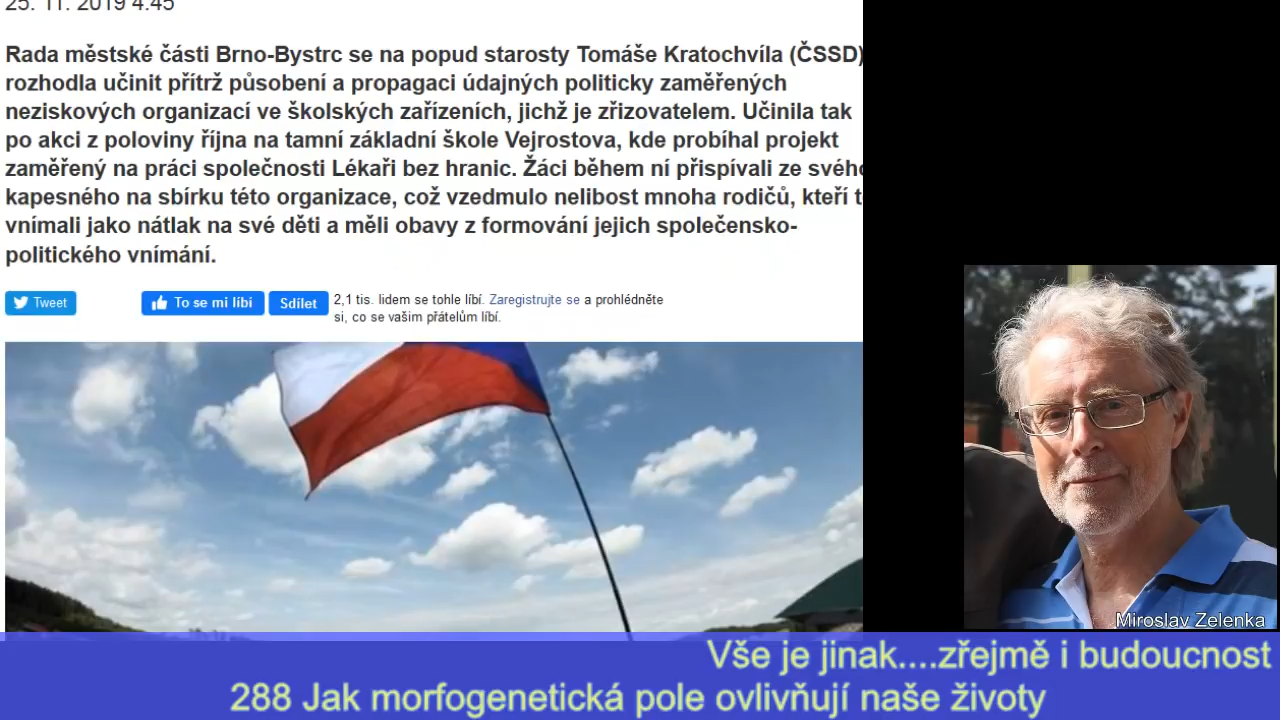 25. 11. 2019 4:45
Rada městské části Brno-Bystrc se na popud starosty Tomáše Kratochvíla (ČSSD)
rozhodla učinit přítrž působení a propagaci údajných politicky zaměřených
neziskových organizací ve školských zařízeních, jichž je zřizovatelem. Učinila tak
po akci z poloviny října na tamní základní škole Vejrostova, kde probíhal projekt
zaměřený na práci společnosti Lékaři bez hranic. Žáci během ní přispívali ze svého
kapesného na sbírku této organizace, což vzedmulo nelibost mnoha rodičů, kteří t
vnímali jako nátlak na své děti a měli obavy z formování jejich společensko-
politického vnímání.
Tweet
To se mi líbí
Sdílet
2,1 tis. lidem se tohle líbí. Zaregistrujte se a prohlédněte
si, co se vašim přátelům líbí.
Miroslav Zelenka
Vše je jinak....zřejmě i budoucnost
288 Jak morfogenetická pole ovlivňují naše životy